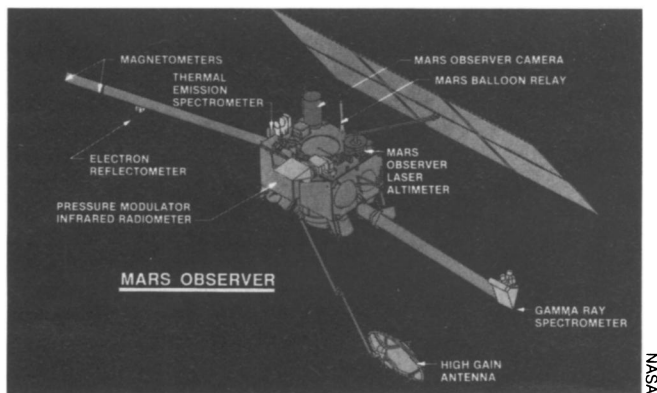 MAGNETOMETERS
THERMAL
EMISSION
SPECTROMETER
MARS OBSERVER CAMERA
MARS BALLOON RELAY
ELECTRON
REFLECTOMETER
MARS
OBSERVER
LASER
ALTIMETER
PRESSURE MODULATOR
INFRARED RADIOMETER
MARS OBSERVER
GAMMA RAY
SPECTROMETER
HIGH GAIN
ANTENNA
NASA